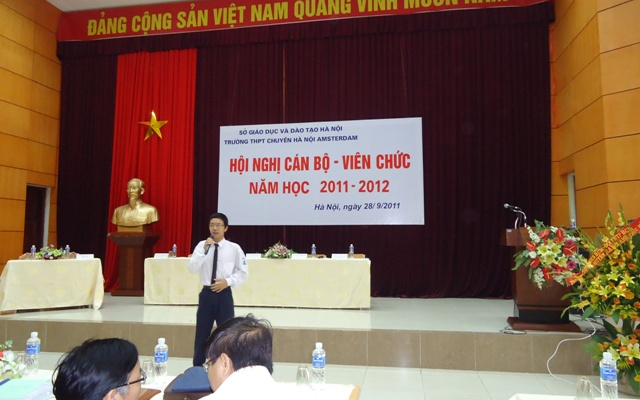 ĐẢNG CỘNG SẢN VIỆT NAM QUANG VINH MUÔN NĂM
SỞ GIÁO DỤC VÀ ĐÀO TẠO HÀ NỘI
TRƯỜNG THPT CHUYÊN HÀ NỘI AMSTERDAM
HỘI NGHỊ CÁN BỘ - VIÊN CHỨC
NĂM HỌC 2011-2012
Hà Nội, ngày 28/9/2011